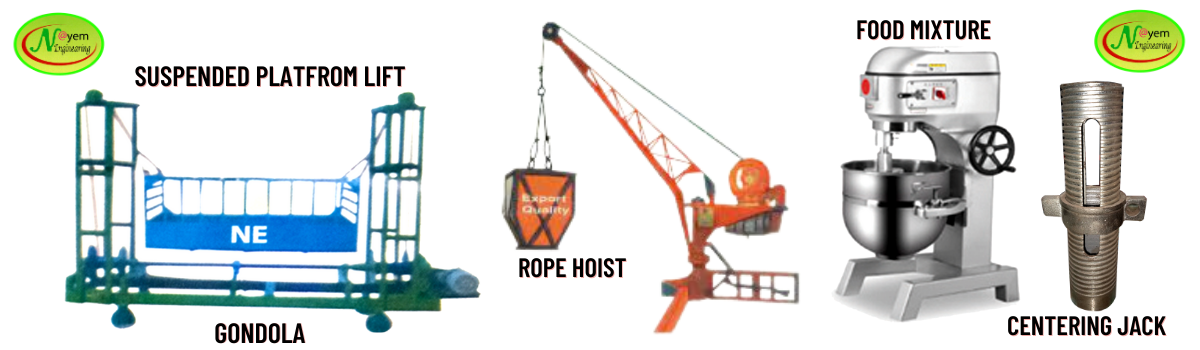 N@yem
Engineering
SUSPENDED PLATFROM LIFT
NE
GONDOLA
Export
Quality
ROPE HOIST
FOOD MIXTURE
N@yem
Engineering
CENTERING JACK